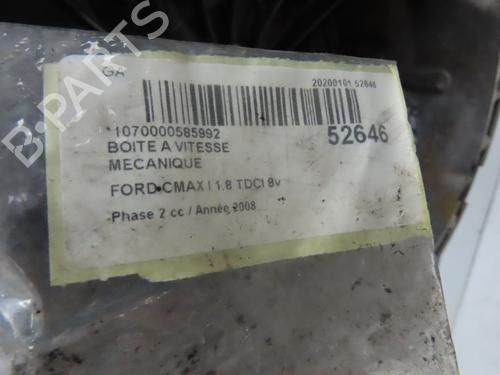 GA
20200101 52646
*1070000585992
52646
BOITE A VITESSE
MECANIQUE
FORD CMAX I 1.8 TDCI 8v
Phase 2 cc / Année 2008
B-PARTS